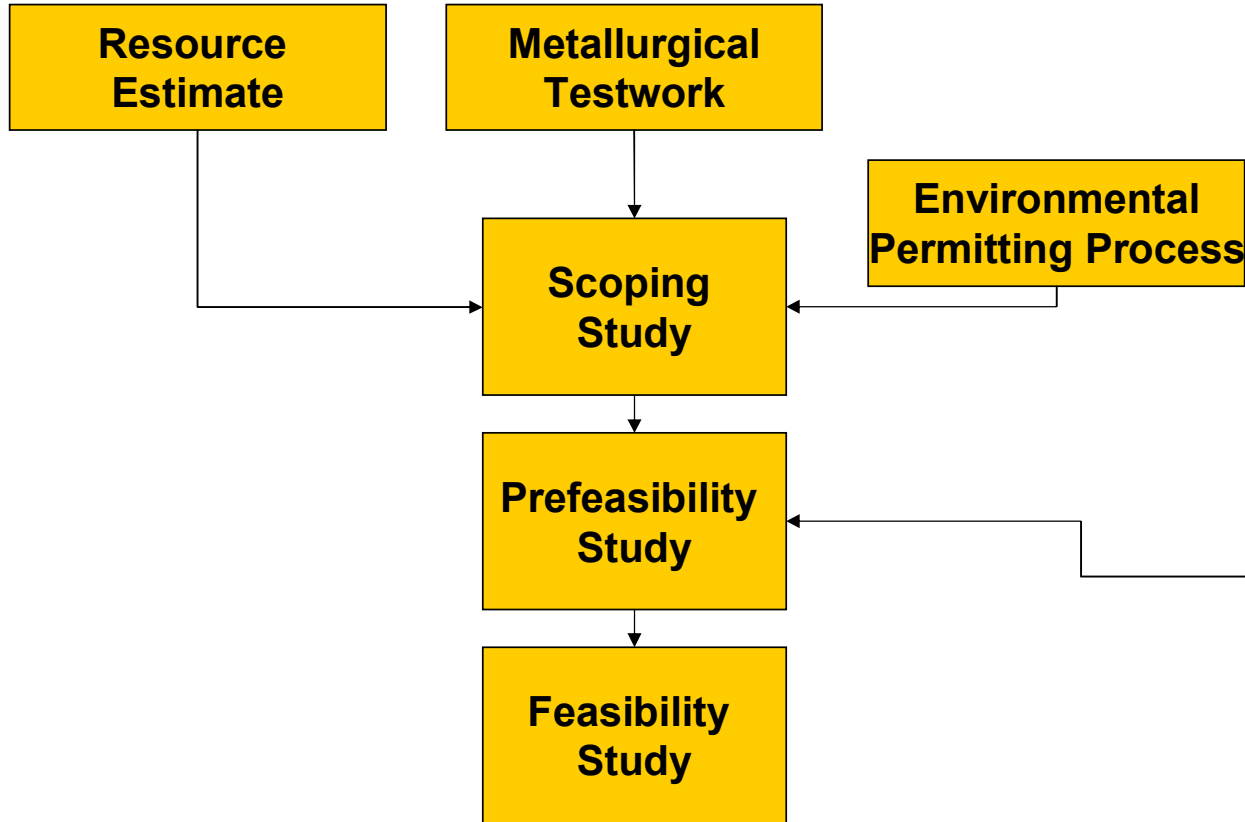 Resource
Estimate
Metallurgical
Testwork
Environmental
Permitting Process
Scoping
Study
Prefeasibility
Study
Feasibility
Study